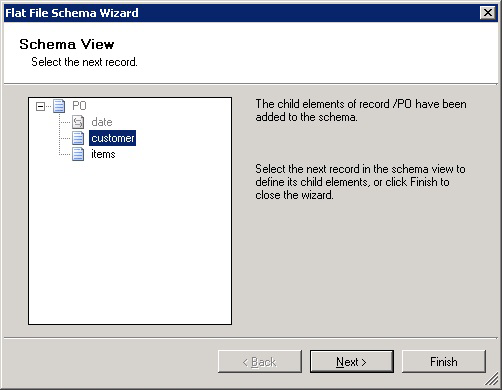 Flat File Schema Wizard
Schema View
Select the next record.
PO
date
customer
items
The child elements of record /PO have been
added to the schema.
Select the next record in the schema view to
define its child elements, or click Finish to
close the wizard.
< Back
Next >
Finish